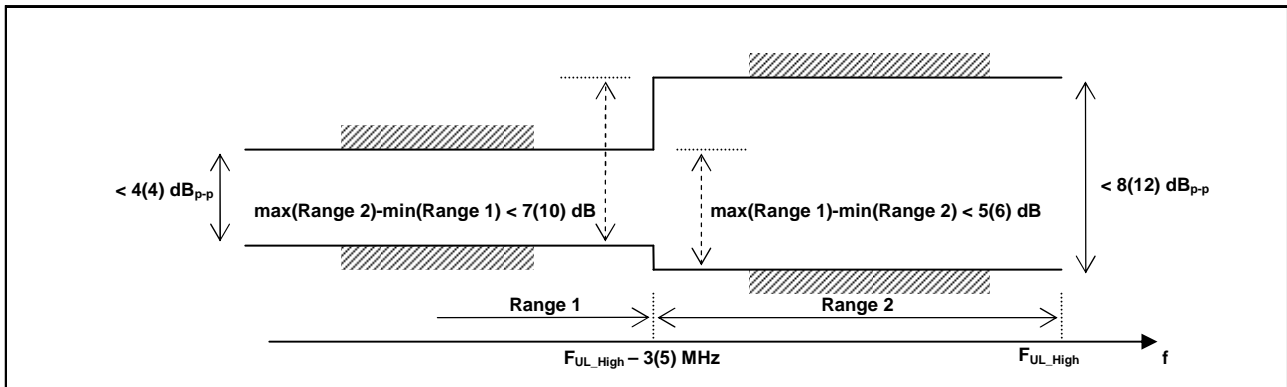 < 4(4) dBp-p
max(Range 2)-min(Range 1) < 7(10) dB
max(Range 1)-min(Range 2) < 5(6) dB
< 8(12) dBp-p
Range 1
Range 2
FUL_High – 3(5) MHz
FUL_High
f